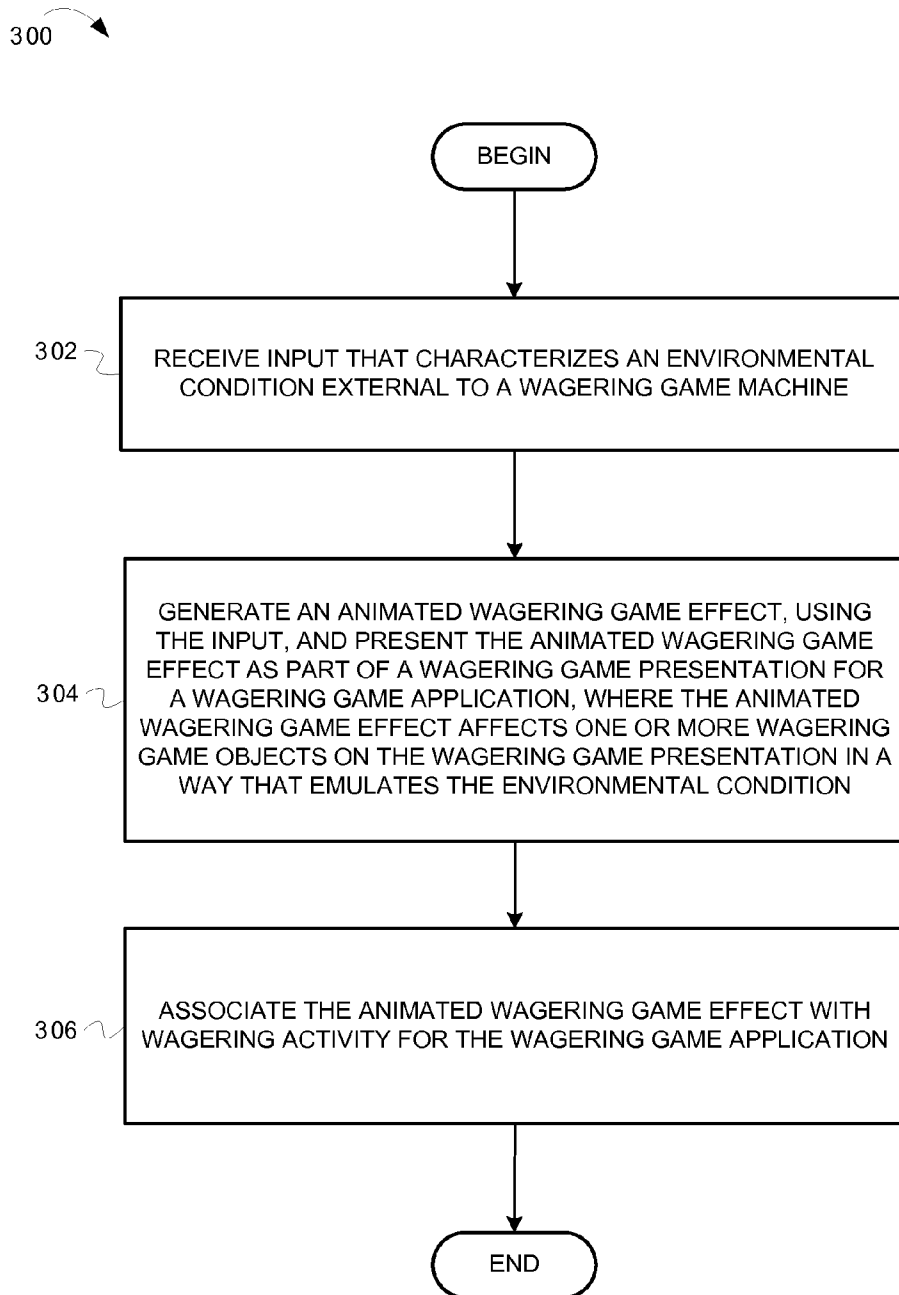 300
BEGIN
302
RECEIVE INPUT THAT CHARACTERIZES AN ENVIRONMENTAL
CONDITION EXTERNAL TO A WAGERING GAME MACHINE
304
GENERATE AN ANIMATED WAGERING GAME EFFECT, USING
THE INPUT, AND PRESENT THE ANIMATED WAGERING GAME
EFFECT AS PART OF A WAGERING GAME PRESENTATION FOR
A WAGERING GAME APPLICATION, WHERE THE ANIMATED
WAGERING GAME EFFECT AFFECTS ONE OR MORE WAGERING
GAME OBJECTS ON THE WAGERING GAME PRESENTATION IN A
WAY THAT EMULATES THE ENVIRONMENTAL CONDITION
306
ASSOCIATE THE ANIMATED WAGERING GAME EFFECT WITH
WAGERING ACTIVITY FOR THE WAGERING GAME APPLICATION
END